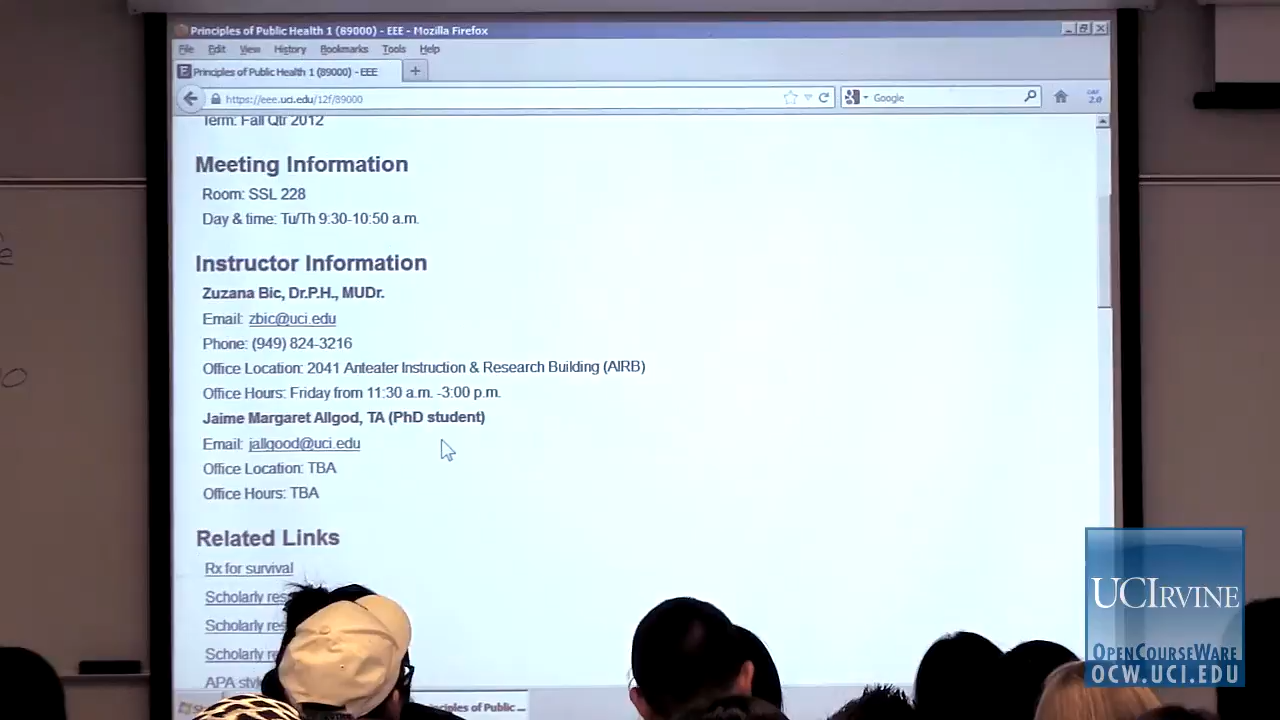 Principles of Public Health 1 (89000) - EEE - Mozilla Firefox
File Edit View History Bookmarks Tools Help
Principles of Public Health 1 (89000) - EEE
https://eee.uci.edu/12f/89000
Google
Term: Fall Qtr 2012
Meeting Information
Room: SSL 228
Day & time: Tu/Th 9:30-10:50 a.m.
Instructor Information
Zuzana Bic, Dr.P.H., MUDr.
Email: zbic@uci.edu
Phone: (949) 824-3216
Office Location: 2041 Anteater Instruction & Research Building (AIRB)
Office Hours: Friday from 11:30 a.m. -3:00 p.m.
Jaime Margaret Allgod, TA (PhD student)
Email: jallgood@uci.edu
Office Location: TBA
Office Hours: TBA
Related Links
Rx for survival
Scholarly
Scholarly
Scholarly
APA
Principles of Public ...
UCIRVINE
OPENCOURSEWARE
OCW.UCI.EDU